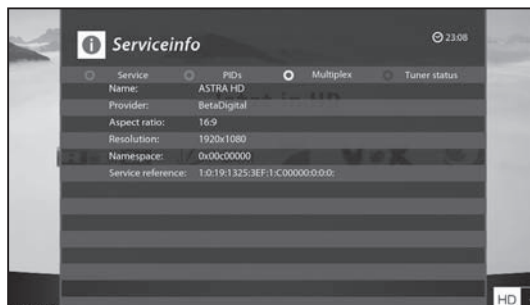 Serviceinfo
23:08
Service PIDs Multiplex Tuner status
Name: ASTRA HD
Provider: BetaDigital
Aspect ratio: 16:9
Resolution: 1920x1080
Namespace: 0x00c00000
Service reference: 1:0:19:1325:3EF:1:C00000:0:0:0:
HD